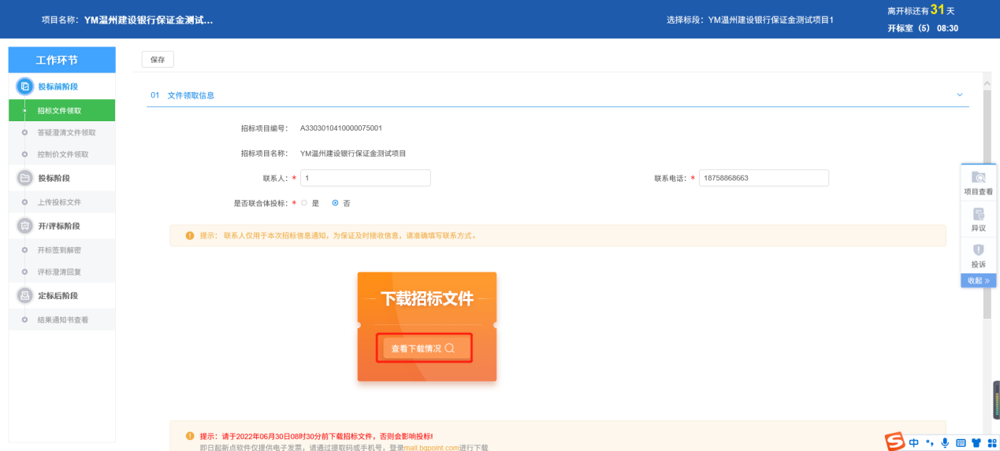 项目名称：YM温州建设银行保证金测试...
选择标段：YM温州建设银行保证金测试项目1
离开标还有31天
开标室（5） 08:30
工作环节
投标前阶段
招标文件领取
答疑澄清文件领取
控制价文件领取
投标阶段
上传投标文件
开/评标阶段
开标签到解密
评标澄清回复
定标后阶段
结果通知书查看
保存
01 文件领取信息
招标项目编号： A3303010410000075001
招标项目名称： YM温州建设银行保证金测试项目
联系人：* 1
联系电话：* 18758868663
是否联合体投标：* 是 否
提示： 联系人仅用于本次招标信息通知，为保证及时接收信息，请准确填写联系方式。
下载招标文件
查看下载情况
提示：请于2022年06月30日08时30分前下载招标文件，否则会影响投标!
即日起新点软件仅提供电子发票，请通过提取码或手机号，登录mall.bqpoint.com进行下载
项目查看
异议
投诉
收起 »
S 中